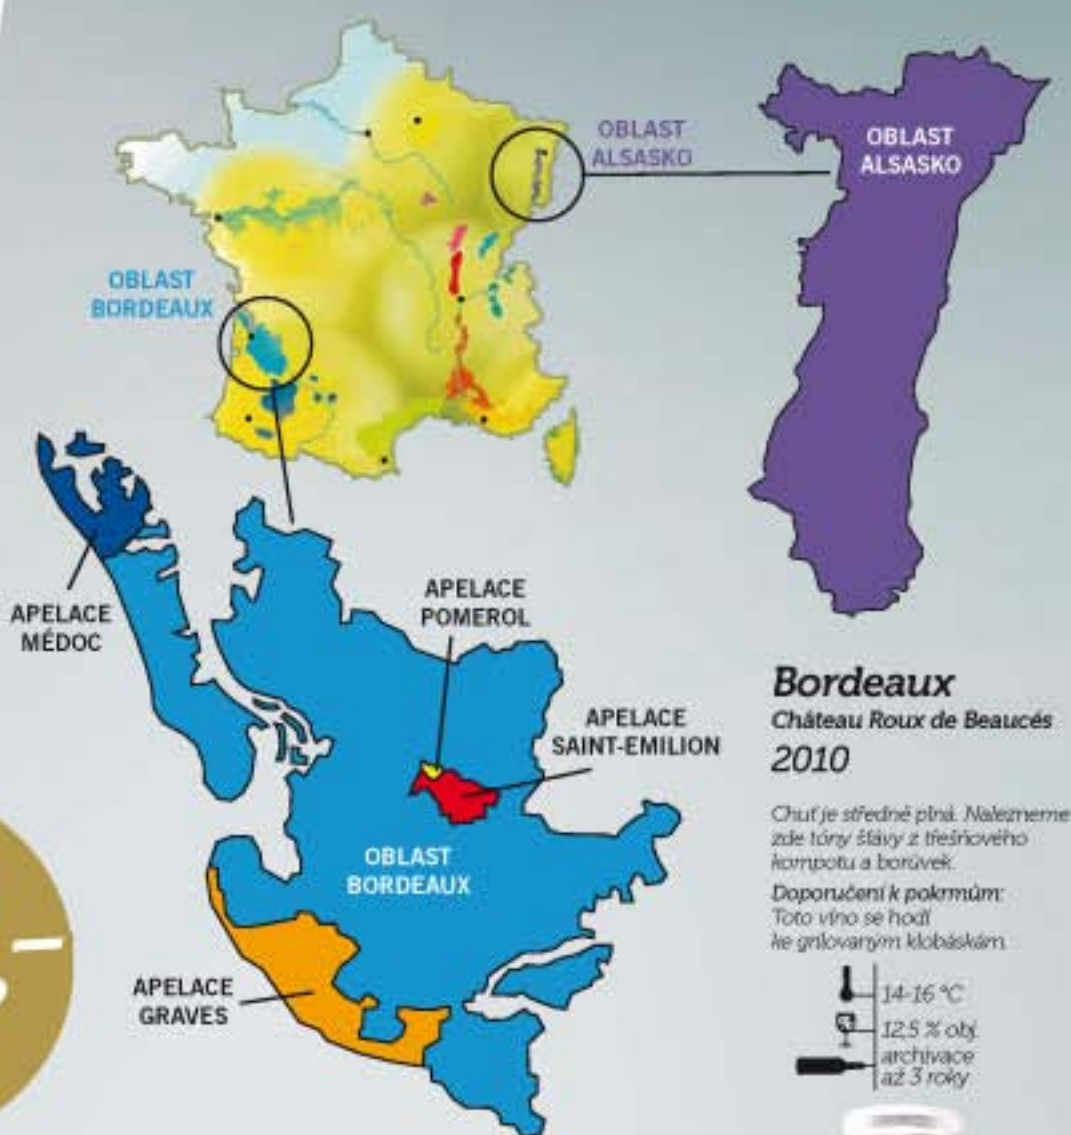 OBLAST
ALSASKO
OBLAST
ALSASKO
OBLAST
BORDEAUX
APELACE
MÉDOC
APELACE
POMEROL
APELACE
SAINT-EMILION
OBLAST
BORDEAUX
APELACE
GRAVES
Bordeaux
Château Roux de Beaucés
2010
Chuť je středně plná. Nalezneme
zde tóny šťávy z třešňového
kompotu a borůvek.
Doporučení k pokrmům:
Toto víno se hodí
ke grilovaným klobáskám.
14-16 °C
12,5 % obj.
archivace
až 3 roky